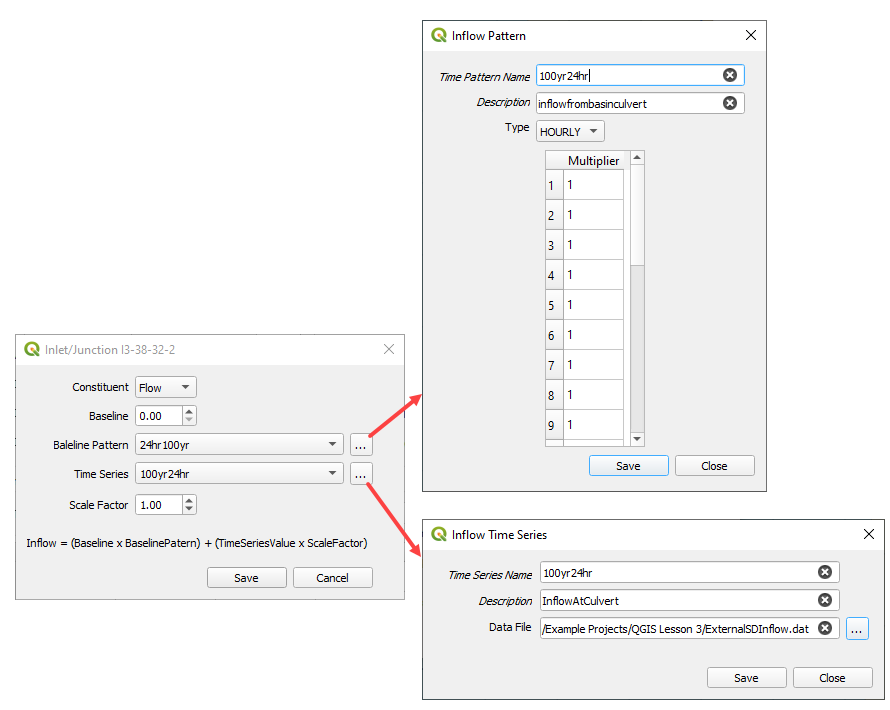 Inflow Pattern
Time Pattern Name 100yr24hr
Description inflowfrombasinculvert
Type HOURLY
Multiplier
1 1
2 1
3 1
4 1
5 1
6 1
7 1
8 1
9 1
Save Close
Inlet/Junction I3-38-32-2
Constituent Flow
Baseline 0.00
Baleline Pattern 24hr100yr ...
Time Series 100yr24hr ...
Scale Factor 1.00
Inflow = (Baseline x BaselinePatern) + (TimeSeriesValue x ScaleFactor)
Save Cancel
Inflow Time Series
Time Series Name 100yr24hr
Description InflowAtCulvert
Data File /Example Projects/QGIS Lesson 3/ExternalSDInflow.dat ...
Save Close